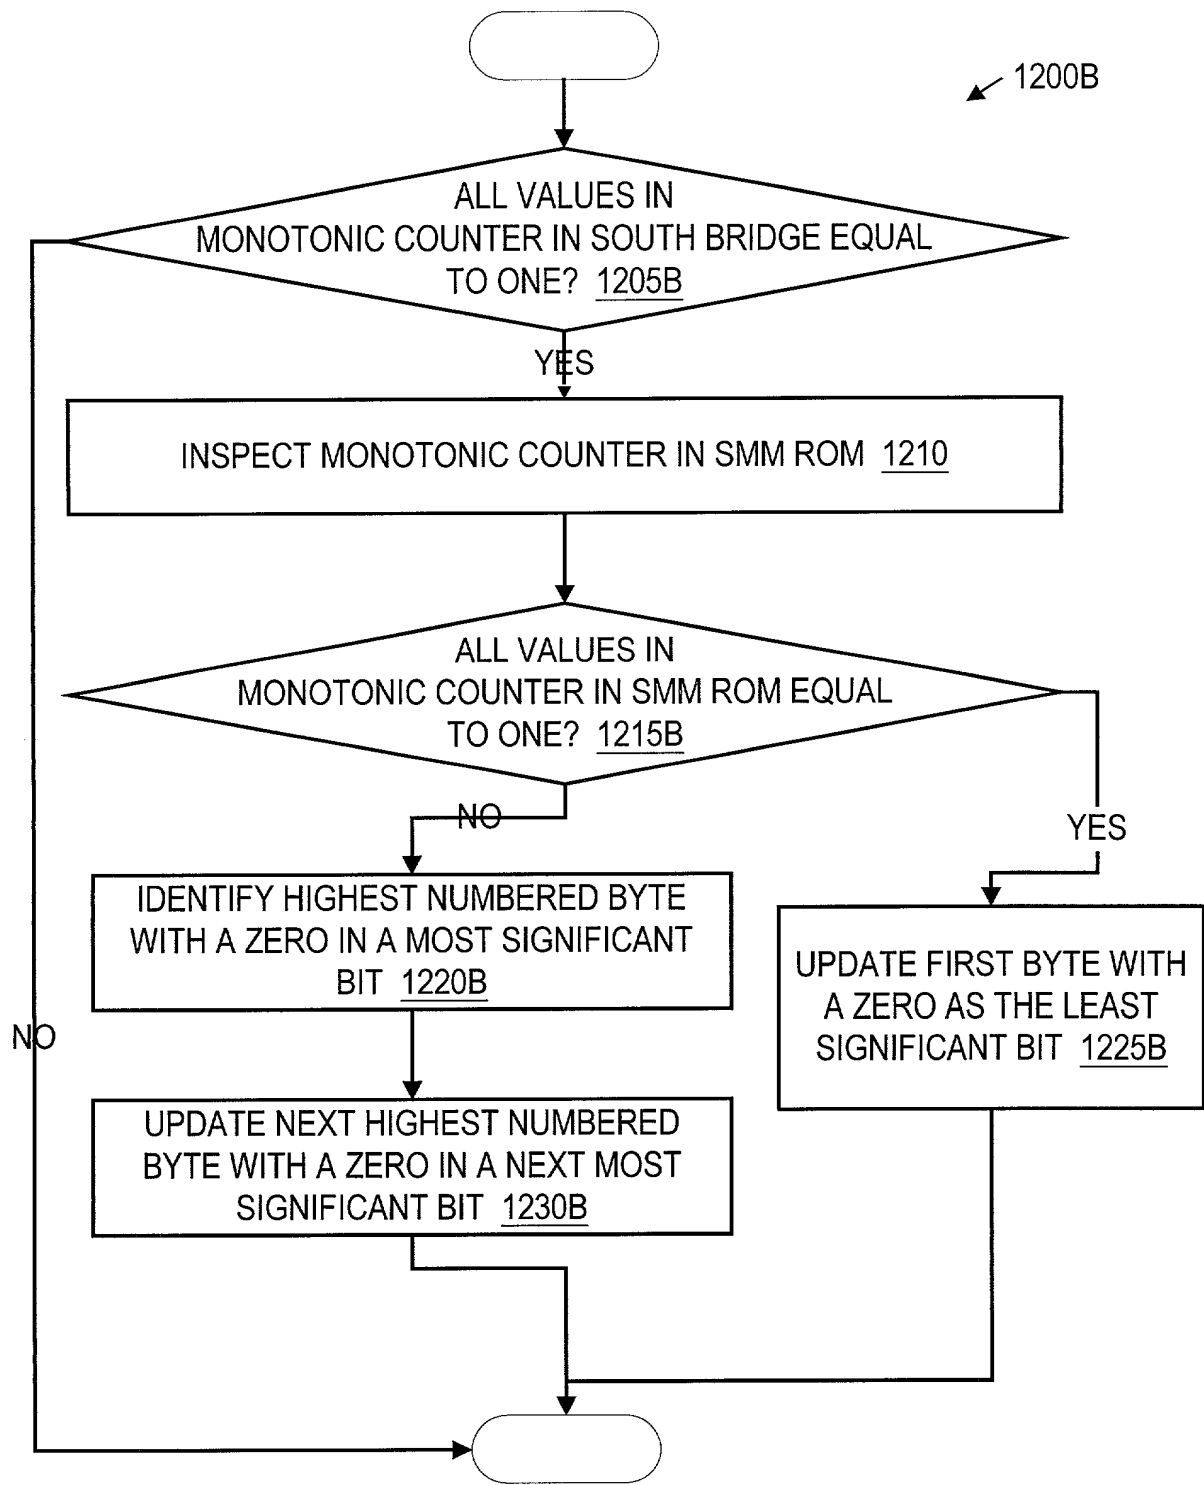 1200B
ALL VALUES IN
MONOTONIC COUNTER IN SOUTH BRIDGE EQUAL
TO ONE? 1205B
YES
INSPECT MONOTONIC COUNTER IN SMM ROM 1210
ALL VALUES IN
MONOTONIC COUNTER IN SMM ROM EQUAL
TO ONE? 1215B
NO
YES
IDENTIFY HIGHEST NUMBERED BYTE
WITH A ZERO IN A MOST SIGNIFICANT
BIT 1220B
UPDATE FIRST BYTE WITH
A ZERO AS THE LEAST
SIGNIFICANT BIT 1225B
NO
UPDATE NEXT HIGHEST NUMBERED
BYTE WITH A ZERO IN A NEXT MOST
SIGNIFICANT BIT 1230B